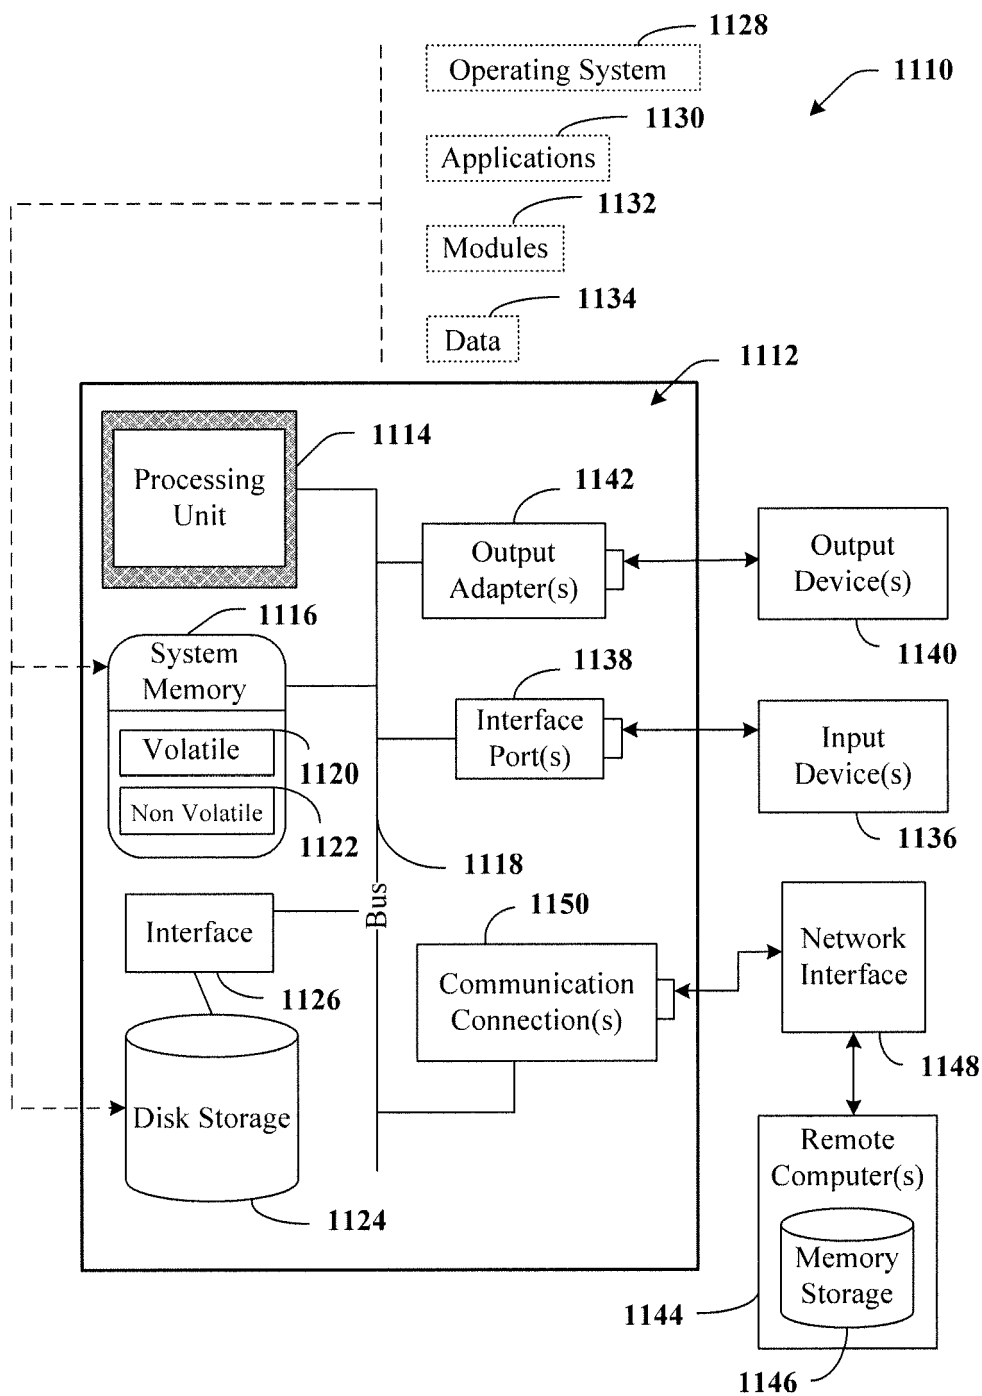 1128
Operating System
1110
1130
Applications
1132
Modules
1134
Data
1112
1114
Processing
Unit
1142
Output
Adapter(s)
Output
Device(s)
1140
1116
System
Memory
Volatile
1120
Non Volatile
1122
1138
Interface
Port(s)
Input
Device(s)
1136
1118
Bus
Interface
1126
1150
Communication
Connection(s)
Network
Interface
1148
Disk Storage
1124
Remote
Computer(s)
Memory
Storage
1144
1146